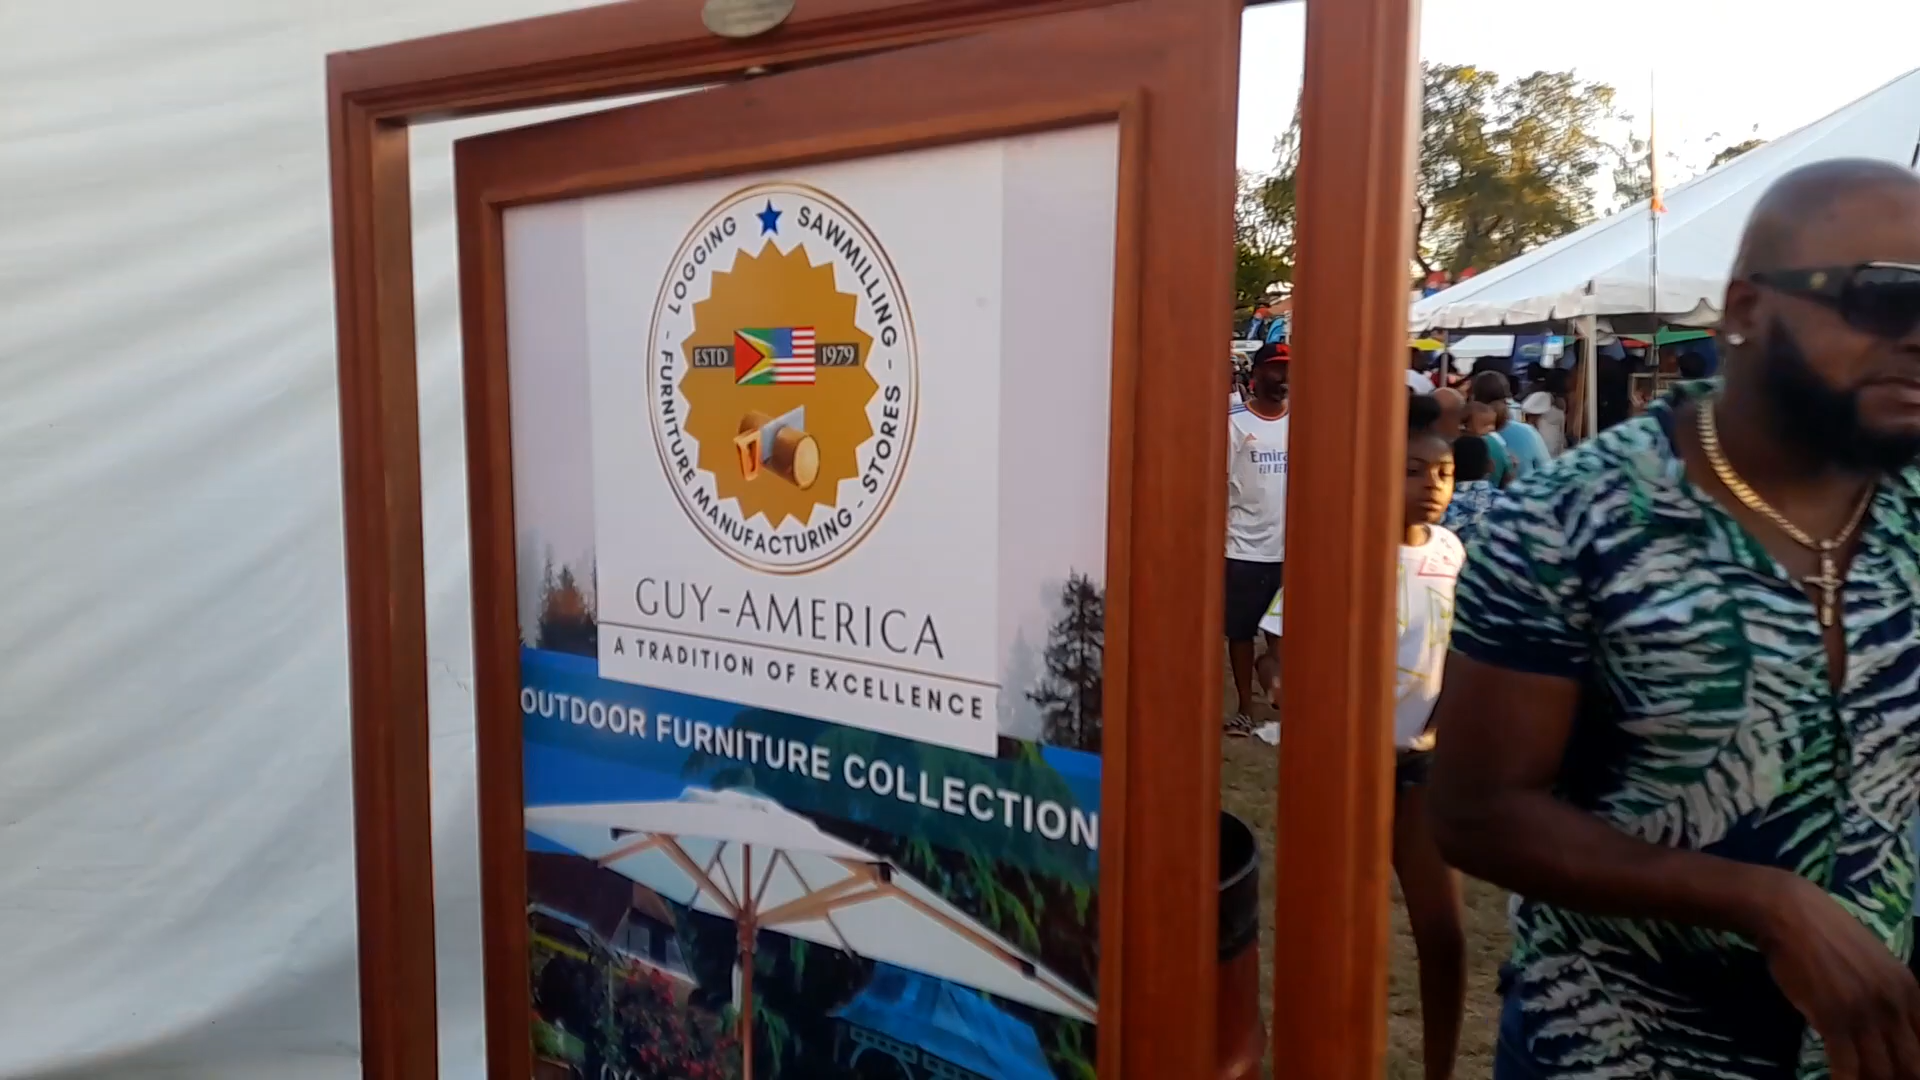 LOGGING ★ SAWMILLING - STORES - FURNITURE MANUFACTURING -
ESTD 1979
GUY-AMERICA
A TRADITION OF EXCELLENCE
OUTDOOR FURNITURE COLLECTION